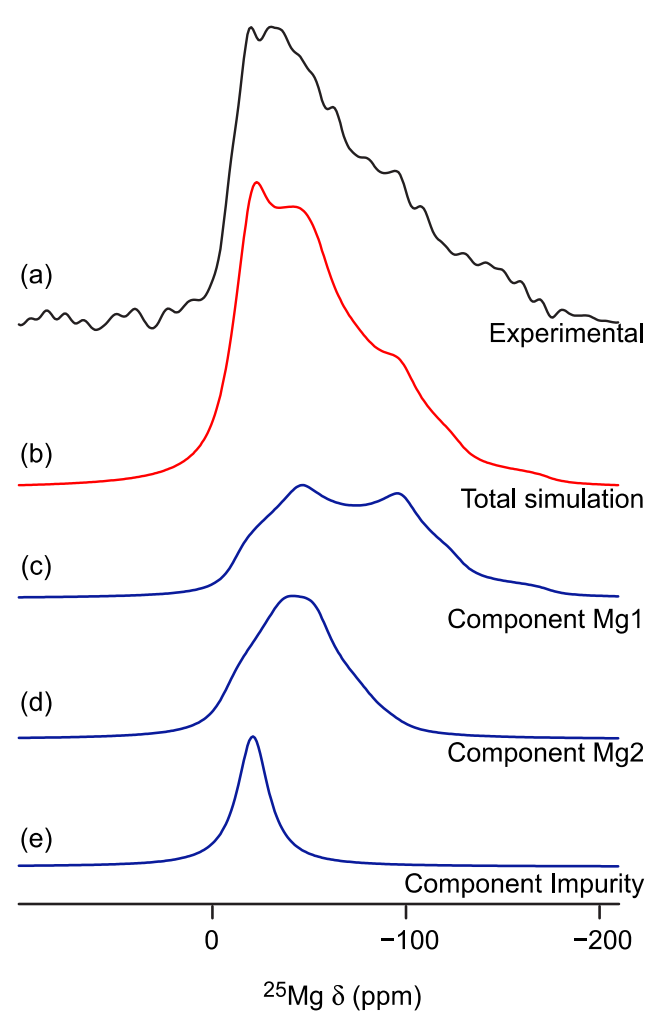 (a)
Experimental
(b)
Total simulation
(c)
Component Mg1
(d)
Component Mg2
(e)
Component Impurity
0 −100 −200
²⁵Mg δ (ppm)